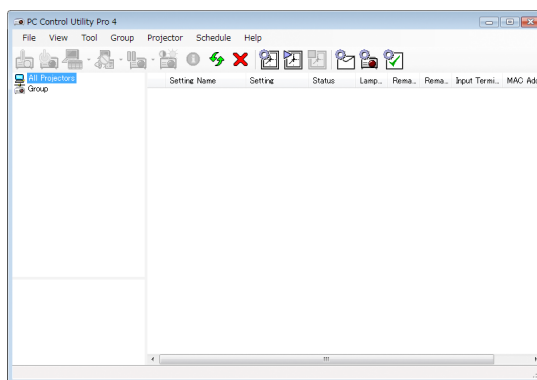 PC Control Utility Pro 4
File View Tool Group Projector Schedule Help
All Projectors
Group
Setting Name Setting Status Lamp... Rema... Rema... Input Termi... MAC Add